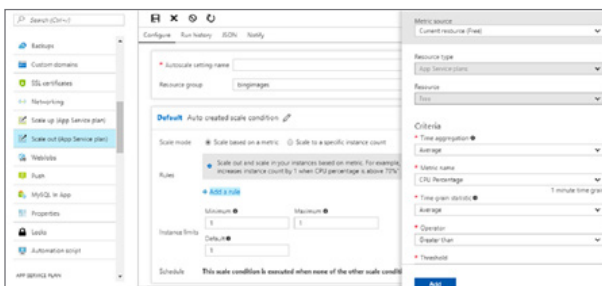 Search (Ctrl+/)
Backups
Custom domains
SSL certificates
Networking
Scale up (App Service plan)
Scale out (App Service plan)
WebJobs
Push
MySQL In App
Properties
Locks
Automation script
APP SERVICE PLAN
Configure Run history JSON Notify
* Autoscale setting name
Resource group bingimages
Default Auto created scale condition
Scale mode Scale based on a metric Scale to a specific instance count
Rules
Scale out and scale in your instances based on metric. For example,
increases instance count by 1 when CPU percentage is above 70%"
+ Add a rule
Instance limits
Minimum Maximum
1 1
Default
1
Schedule This scale condition is executed when none of the other scale conditi
Metric source
Current resource (Free)
Resource type
App Service plans
Resource
Free
Criteria
* Time aggregation
Average
* Metric name
CPU Percentage
1 minute time grain
* Time grain statistic
Average
* Operator
Greater than
* Threshold
Add